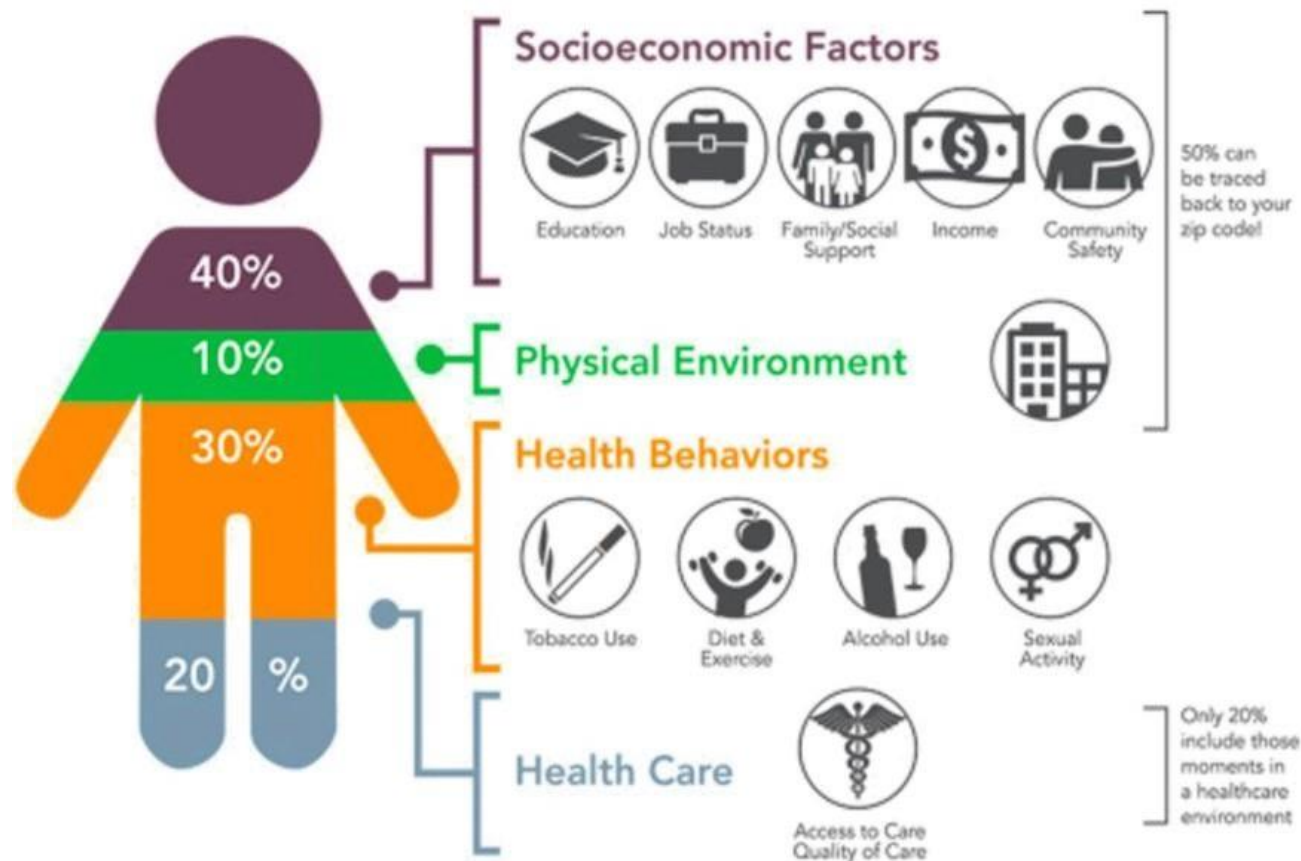 Socioeconomic Factors
Education
Job Status
Family/Social
Support
Income
Community
Safety
50% can
be traced
back to your
zip code!
40%
10%
Physical Environment
30%
Health Behaviors
Tobacco Use
Diet &
Exercise
Alcohol Use
Sexual
Activity
20 %
Health Care
Access to Care
Quality of Care
Only 20%
include those
moments in
a healthcare
environment